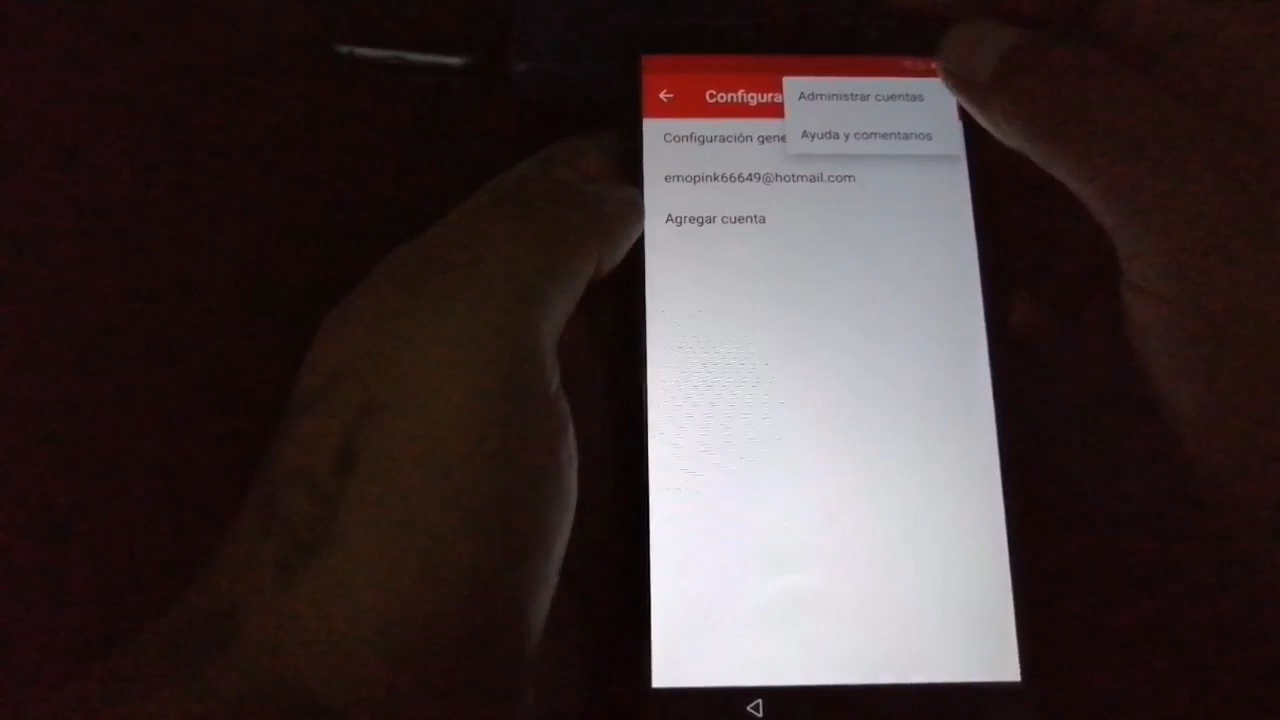 Configura
Administrar cuentas
Configuración gene
Ayuda y comentarios
emopink66649@hotmail.com
Agregar cuenta